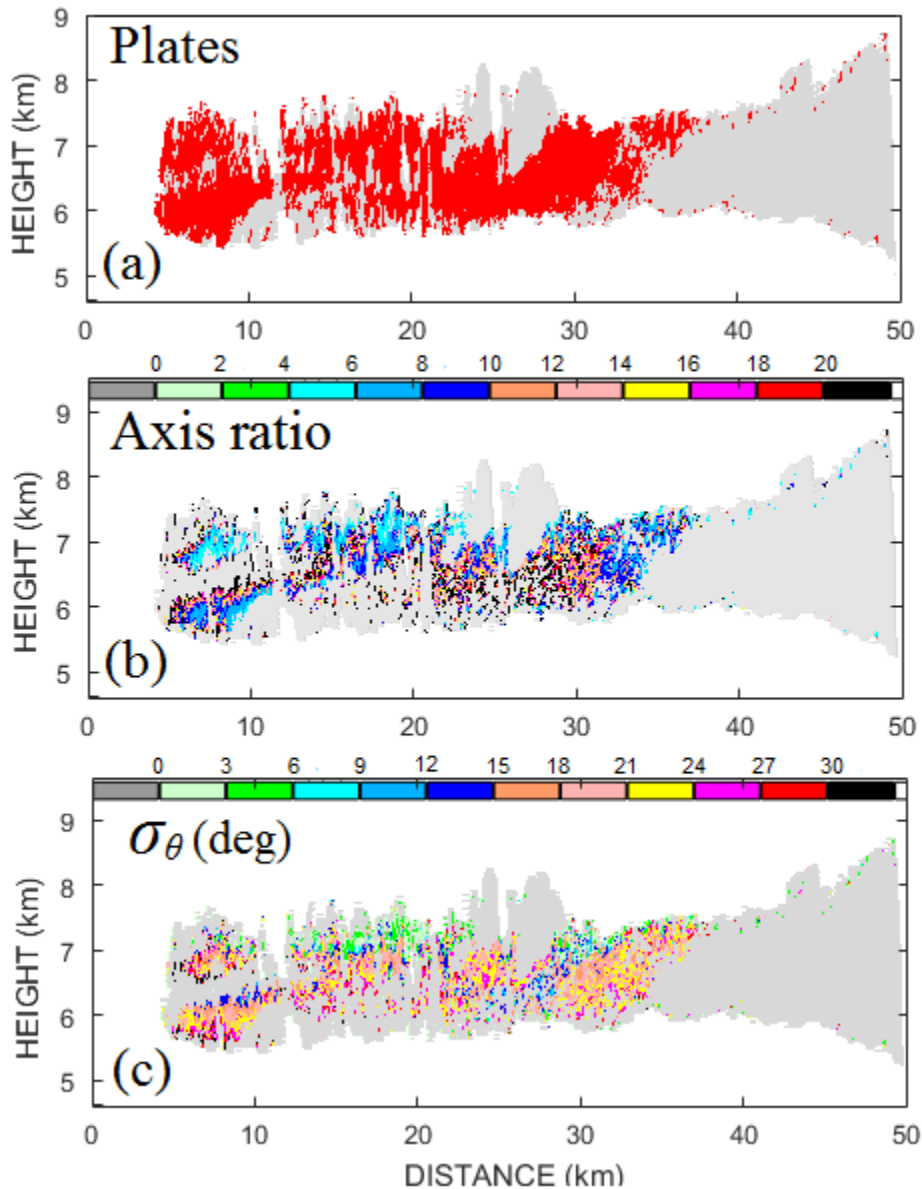 9
Plates
8
7
6
5
(a)
HEIGHT (km)
0 10 20 30 40 50
0 2 4 6 8 10 12 14 16 18 20
9
Axis ratio
8
7
6
5
(b)
HEIGHT (km)
0 10 20 30 40 50
0 3 6 9 12 15 18 21 24 27 30
9
σθ (deg)
8
7
6
5
(c)
HEIGHT (km)
0 10 20 30 40 50
DISTANCE (km)